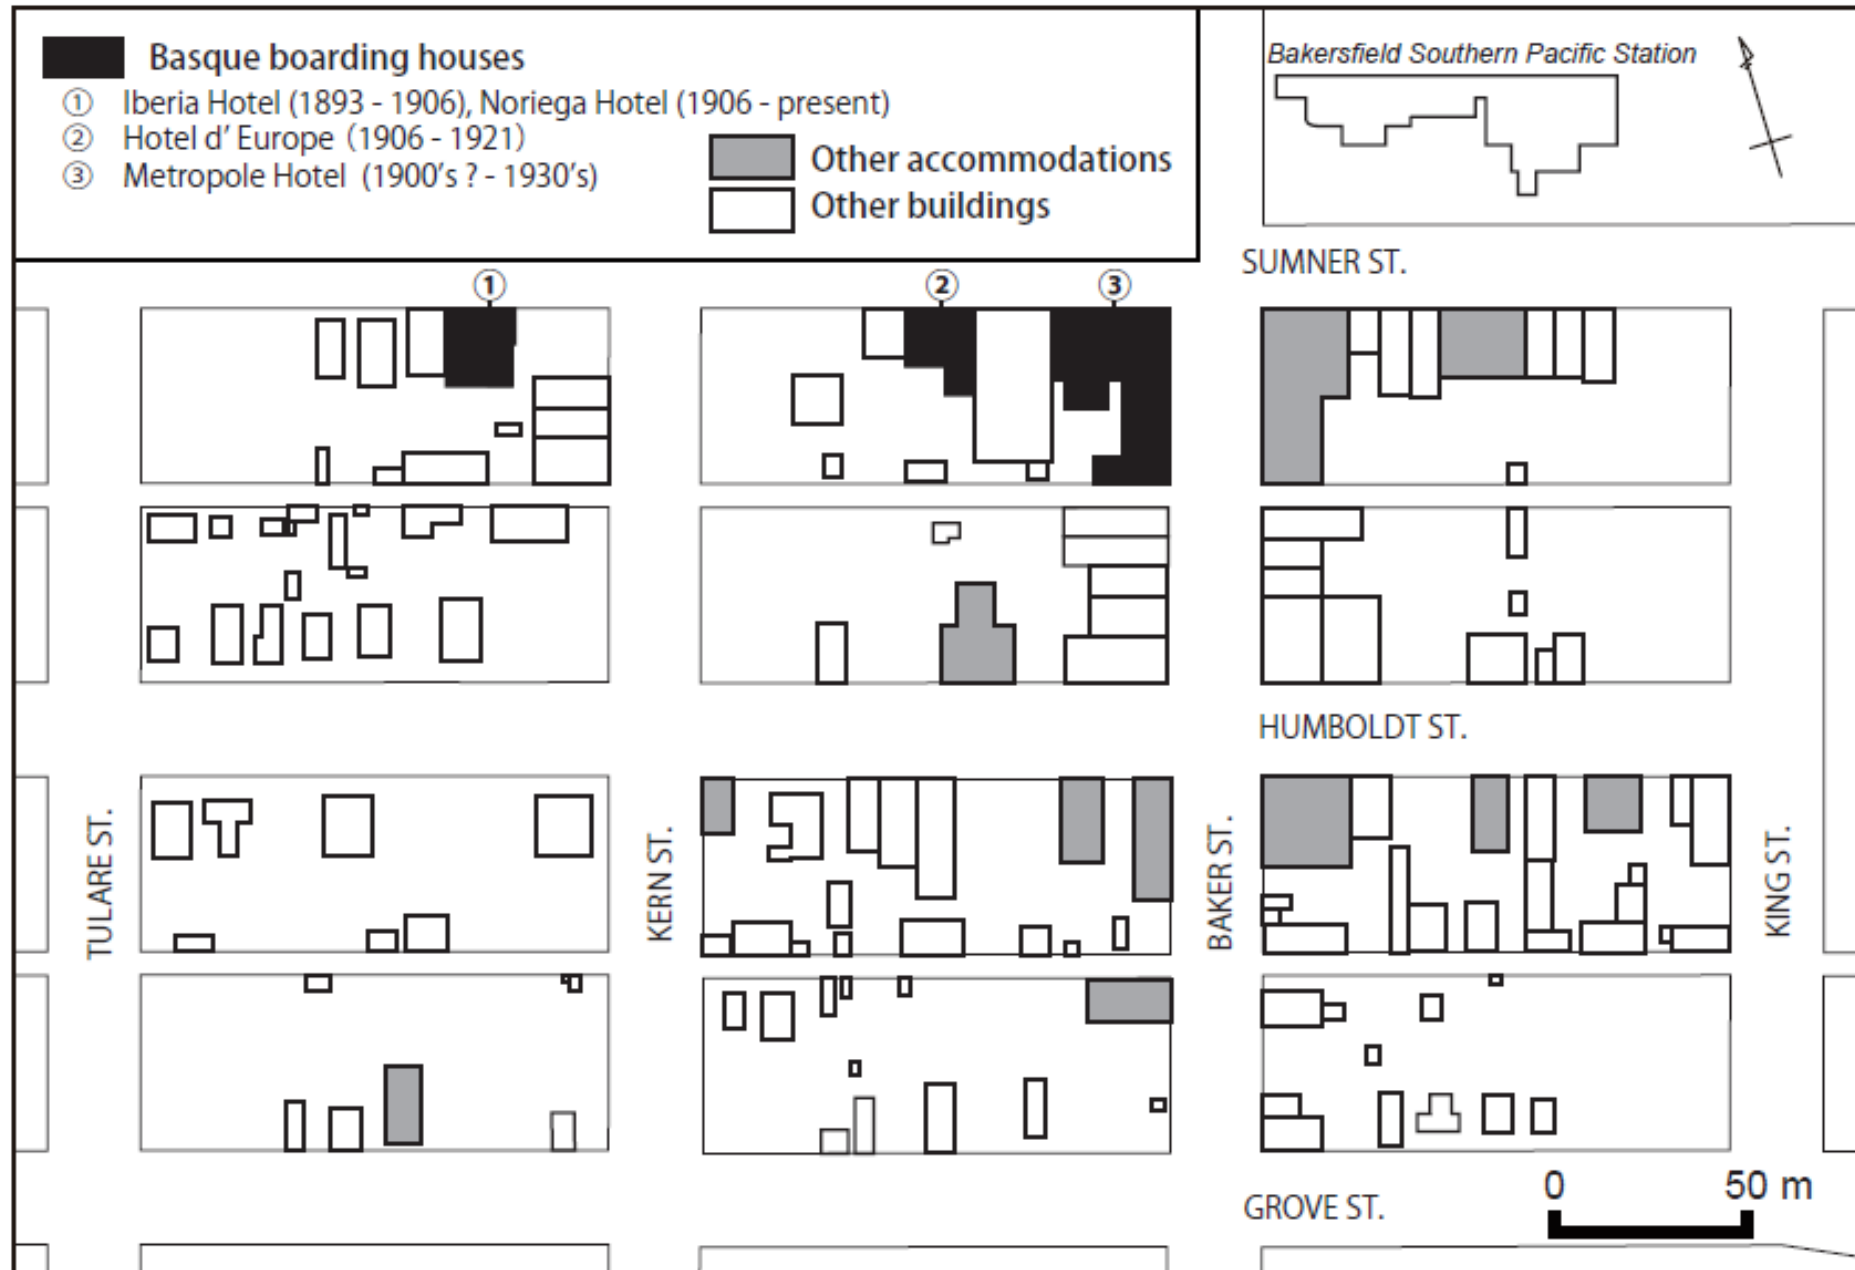 Basque boarding houses
① Iberia Hotel (1893 - 1906), Noriega Hotel (1906 - present)
② Hotel d' Europe (1906 - 1921)
③ Metropole Hotel (1900's ? - 1930's)
Other accommodations
Other buildings
Bakersfield Southern Pacific Station
SUMNER ST.
①
②
③
HUMBOLDT ST.
TULARE ST.
KERN ST.
BAKER ST.
KING ST.
GROVE ST.
0 50 m